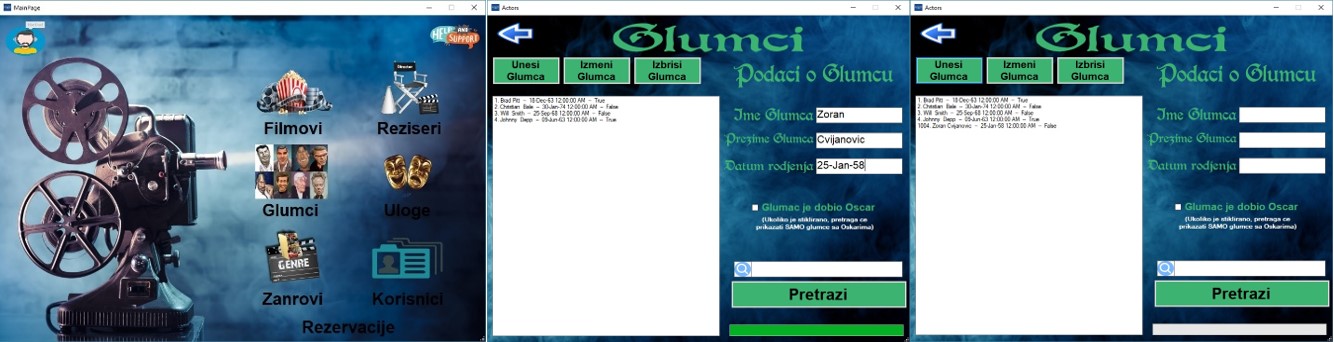 MainPage
HELP AND SUPPORT
Director
Filmovi
Reziseri
Glumci
Uloge
GENRE
Zanrovi
Korisnici
Rezervacije
Actors
Glumci
Unesi Glumca
Izmeni Glumca
Izbrisi Glumca
Podaci o Glumcu
1. Brad Pitt – 18-Dec-63 12:00:00 AM – True
2. Christian Bale – 30-Jan-74 12:00:00 AM – False
3. Will Smith – 25-Sep-68 12:00:00 AM – False
4. Johnny Depp – 09-Jun-63 12:00:00 AM – True
Ime Glumca Zoran
Prezime Glumca Cvijanovic
Datum rodjenja 25-Jan-58
Glumac je dobio Oscar
(Ukoliko je stiklirano, pretraga ce
prikazati SAMO glumce sa Oskarima)
Pretrazi
Actors
Glumci
Unesi Glumca
Izmeni Glumca
Izbrisi Glumca
Podaci o Glumcu
1. Brad Pitt – 18-Dec-63 12:00:00 AM – True
2. Christian Bale – 30-Jan-74 12:00:00 AM – False
3. Will Smith – 25-Sep-68 12:00:00 AM – False
4. Johnny Depp – 09-Jun-63 12:00:00 AM – True
1004. Zoran Cvijanovic – 25-Jan-58 12:00:00 AM – False
Ime Glumca
Prezime Glumca
Datum rodjenja
Glumac je dobio Oscar
(Ukoliko je stiklirano, pretraga ce
prikazati SAMO glumce sa Oskarima)
Pretrazi